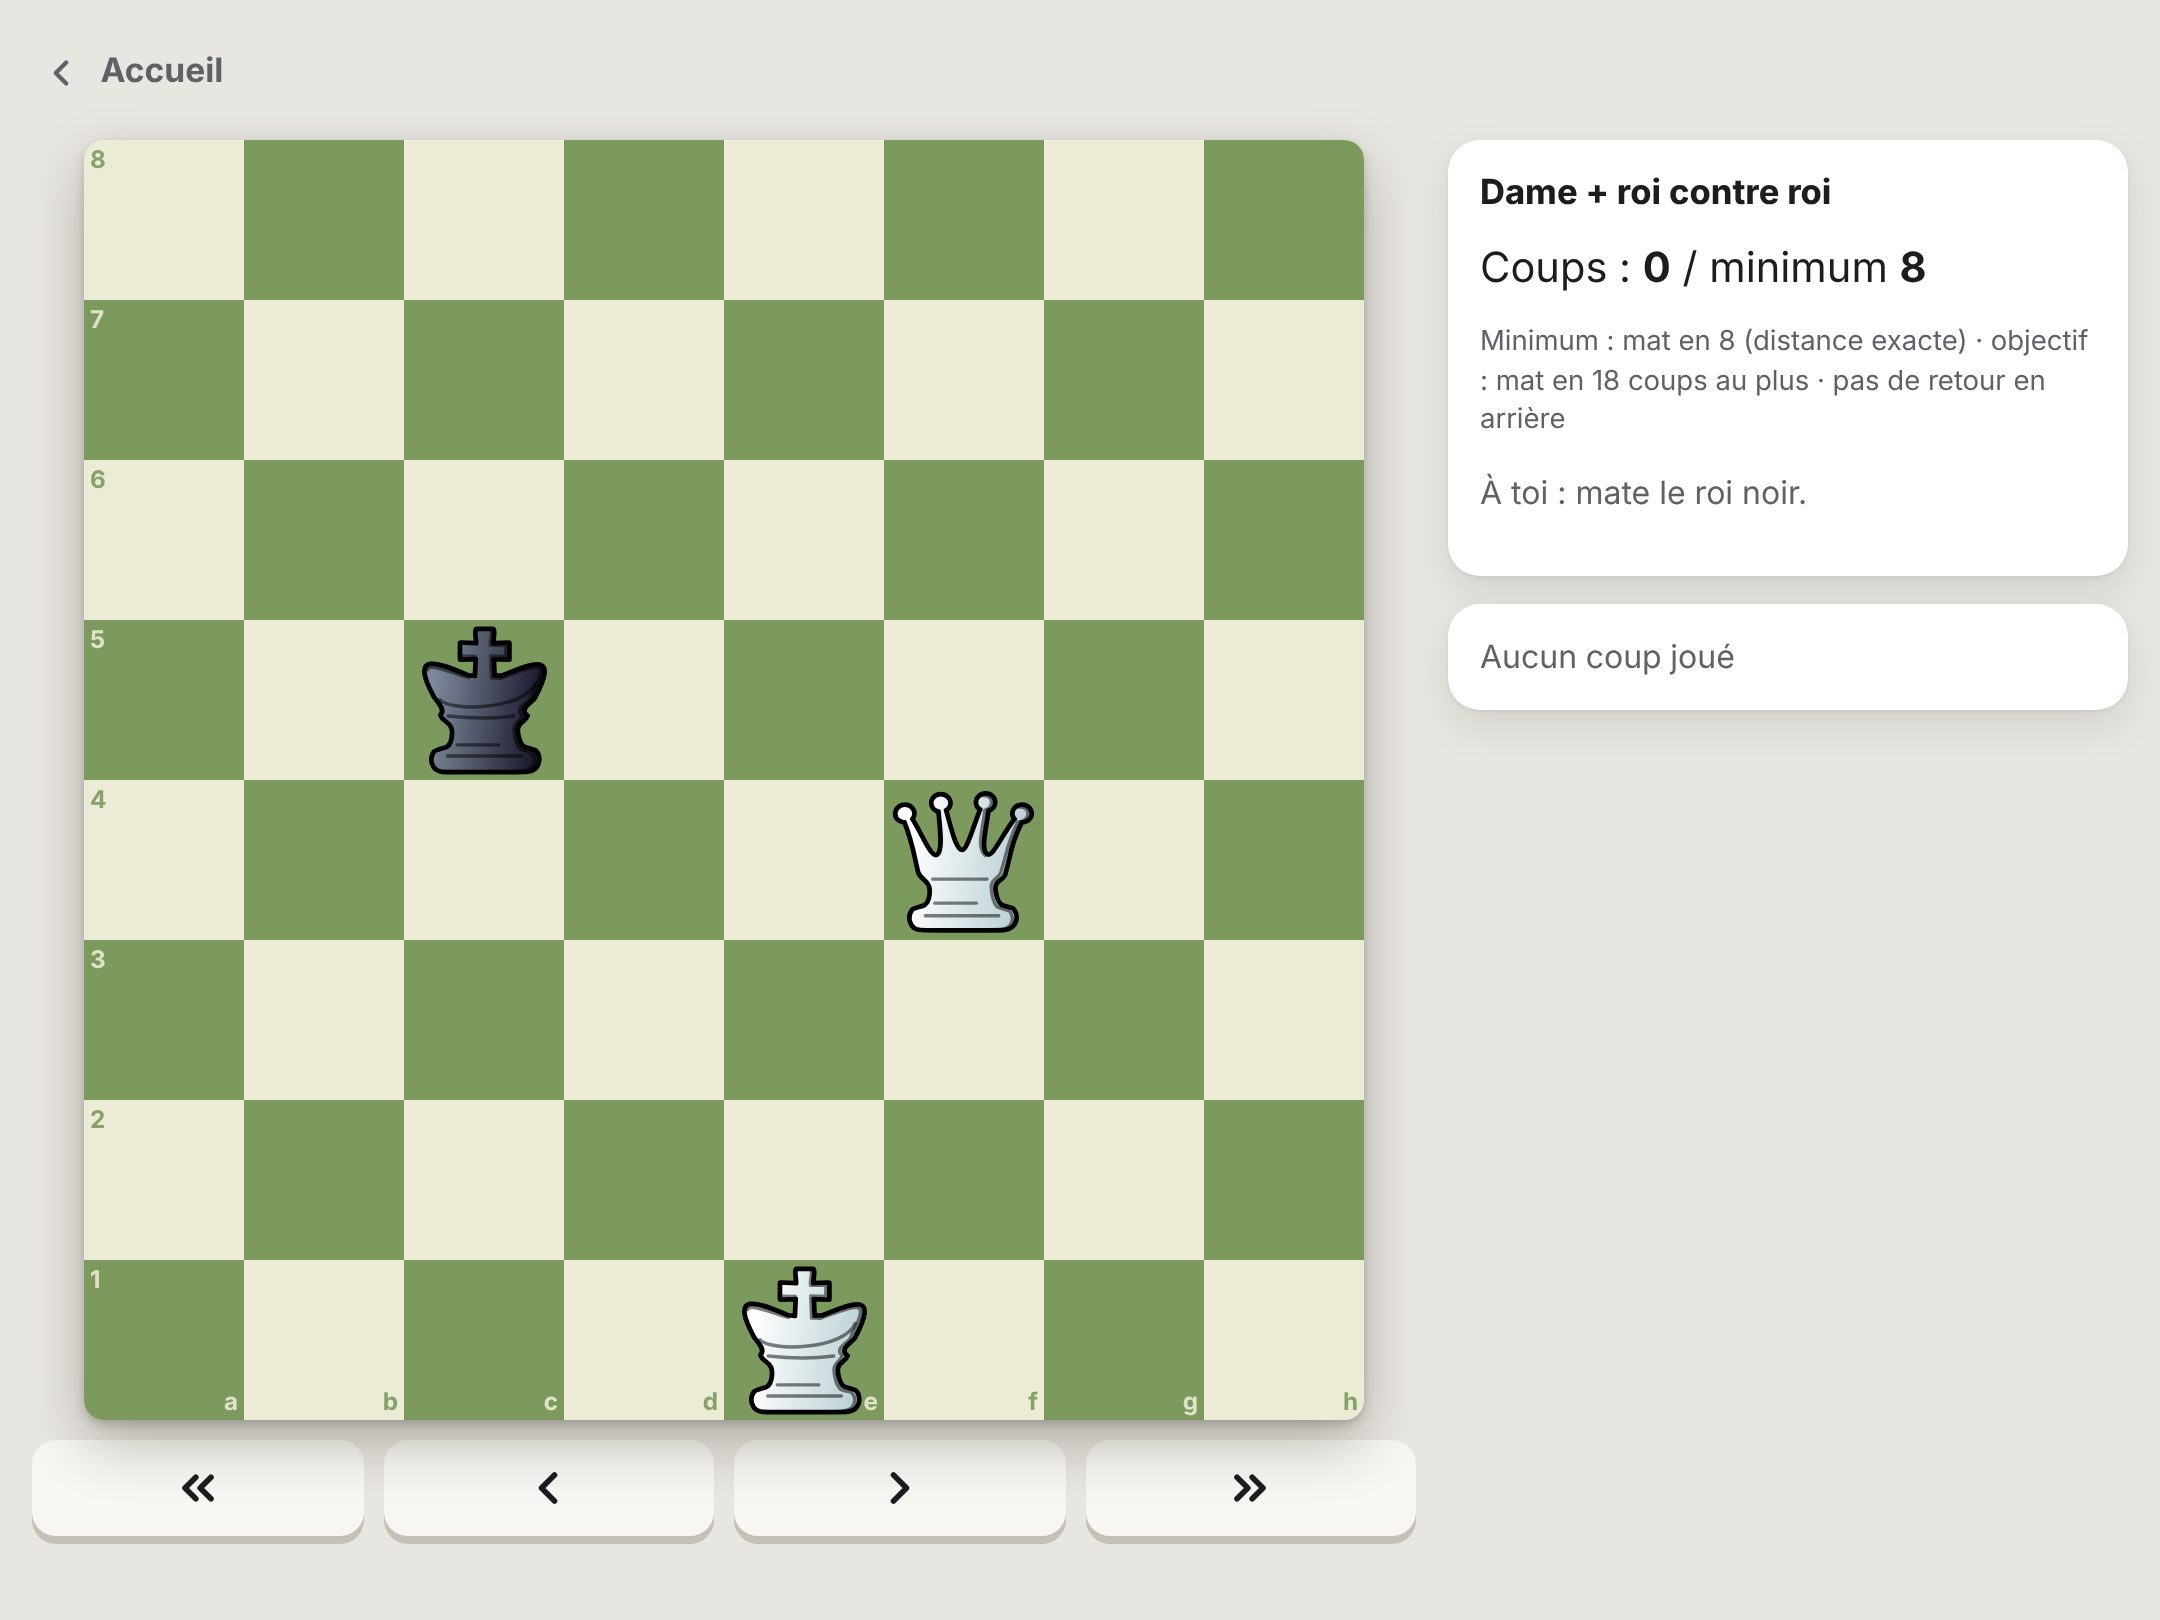 Accueil
8
7
6
5
4
3
2
1
a b c d e f g h
Dame + roi contre roi
Coups : 0 / minimum 8
Minimum : mat en 8 (distance exacte) · objectif
: mat en 18 coups au plus · pas de retour en
arrière
À toi : mate le roi noir.
Aucun coup joué